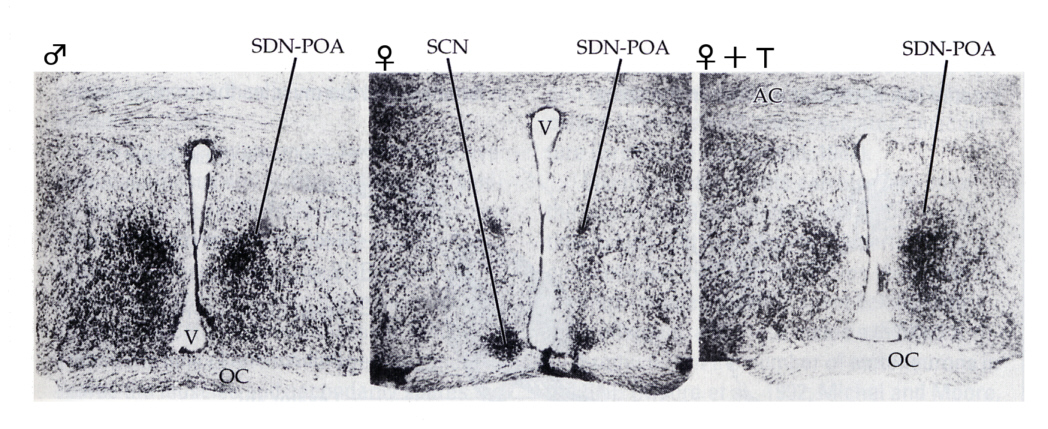 ♂ SDN-POA
V
OC
♀ SCN SDN-POA
V
♀ + T SDN-POA
AC
OC